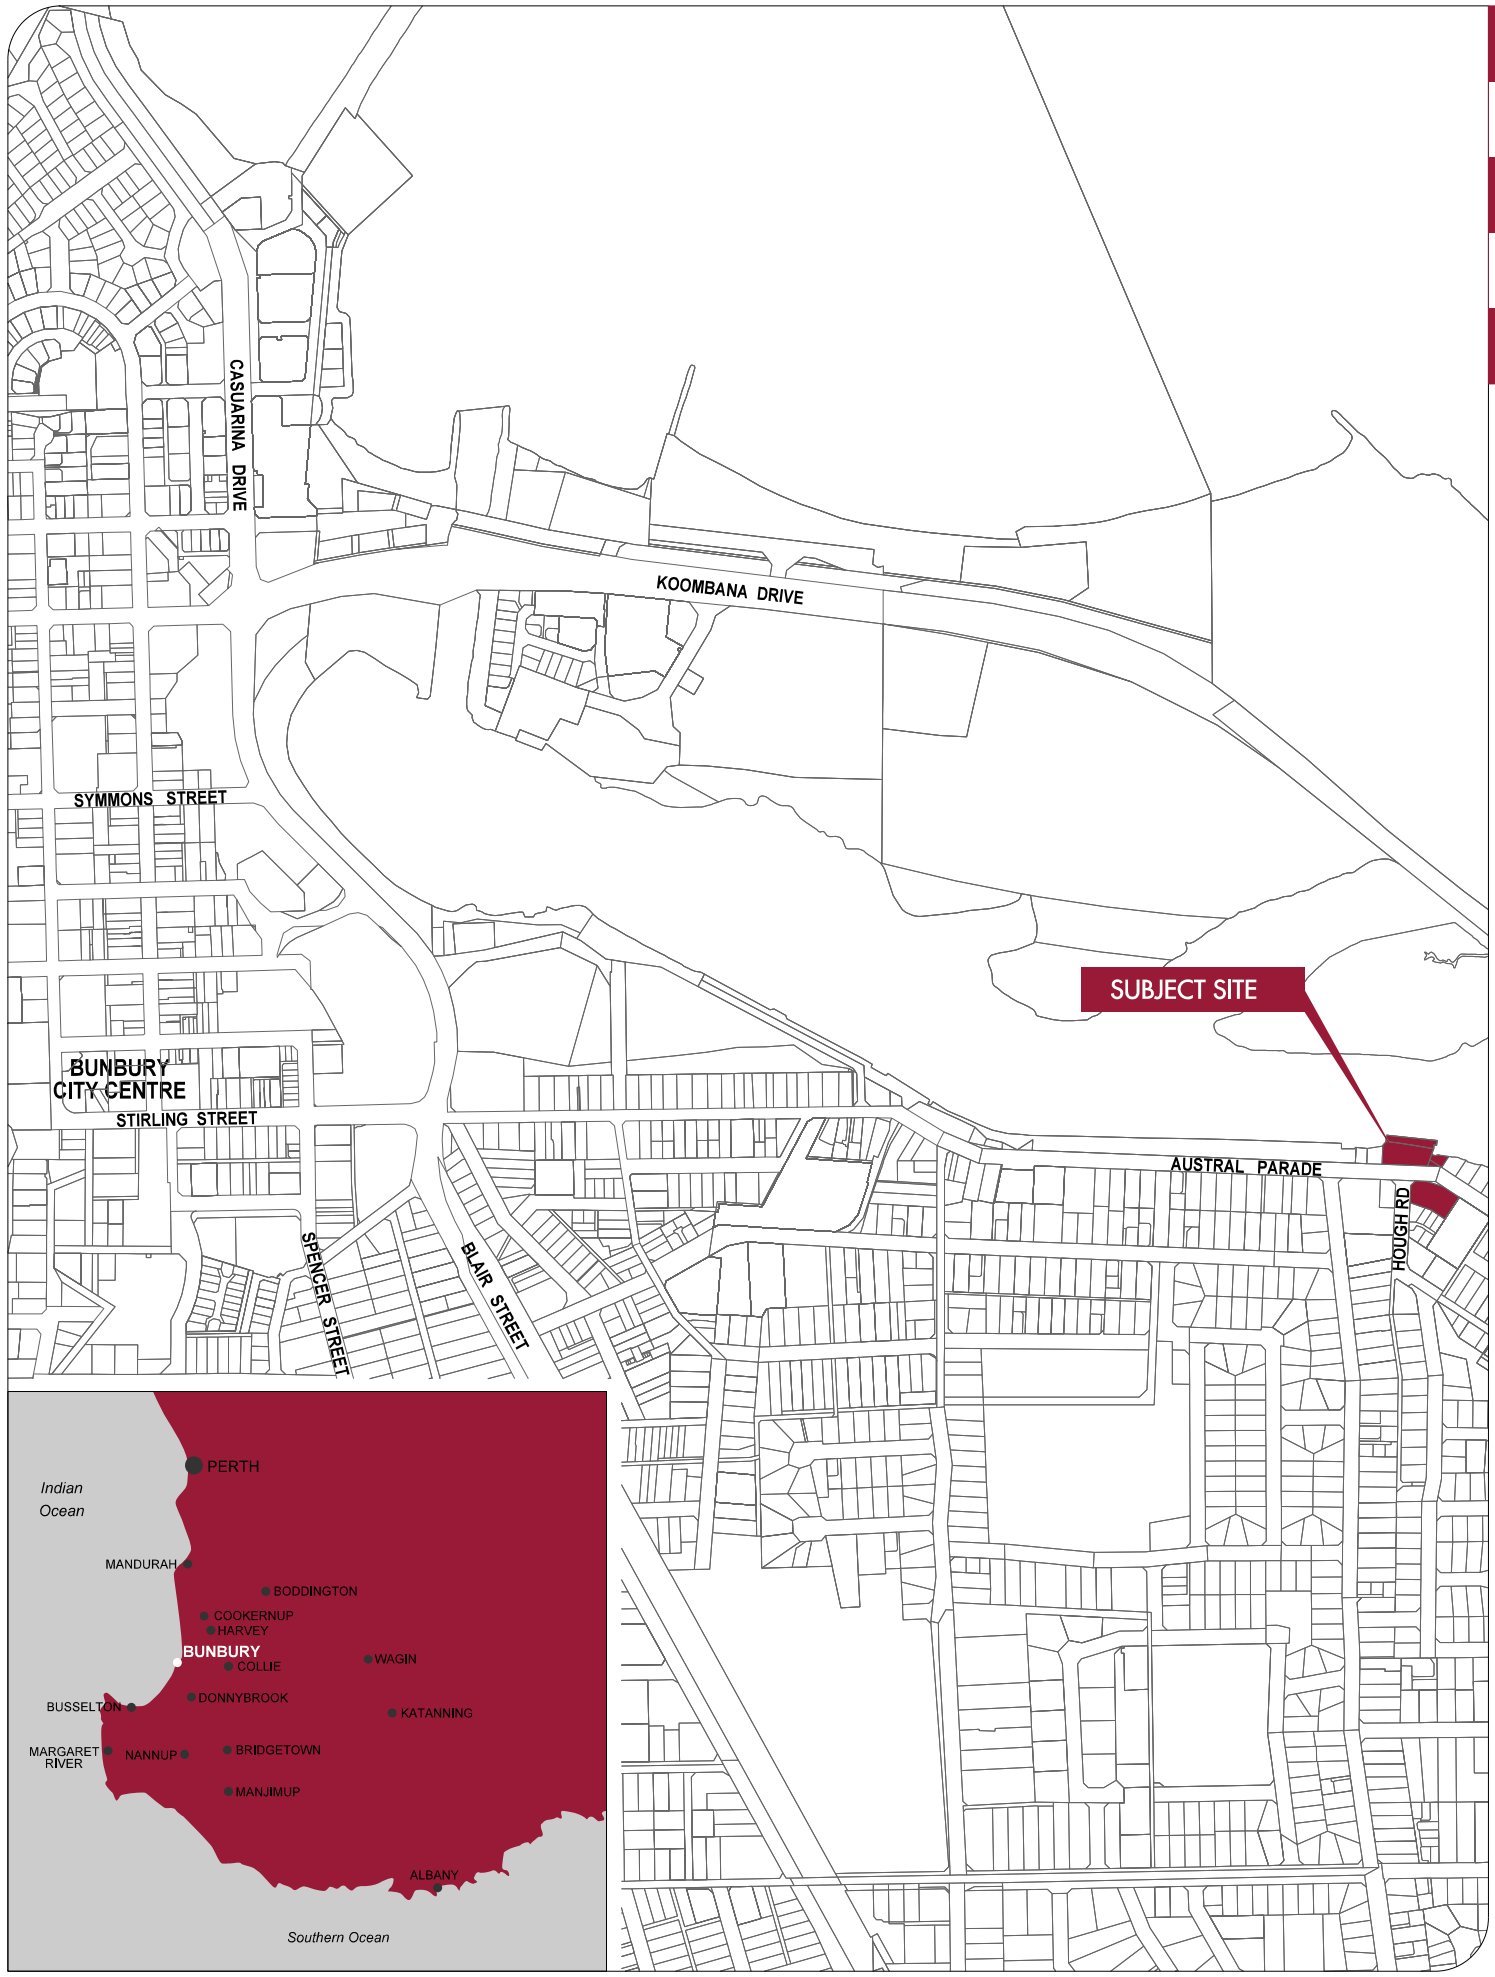 CASUARINA DRIVE
KOOMBANA DRIVE
SYMMONS STREET
SUBJECT SITE
BUNBURY
CITY CENTRE
STIRLING STREET
AUSTRAL PARADE
HOUGH RD
SPENCER STREET
BLAIR STREET
PERTH
Indian
Ocean
MANDURAH
BODDINGTON
COOKERNUP
HARVEY
BUNBURY
COLLIE
WAGIN
DONNYBROOK
BUSSELTON
KATANNING
MARGARET
RIVER
NANNUP
BRIDGETOWN
MANJIMUP
ALBANY
Southern Ocean